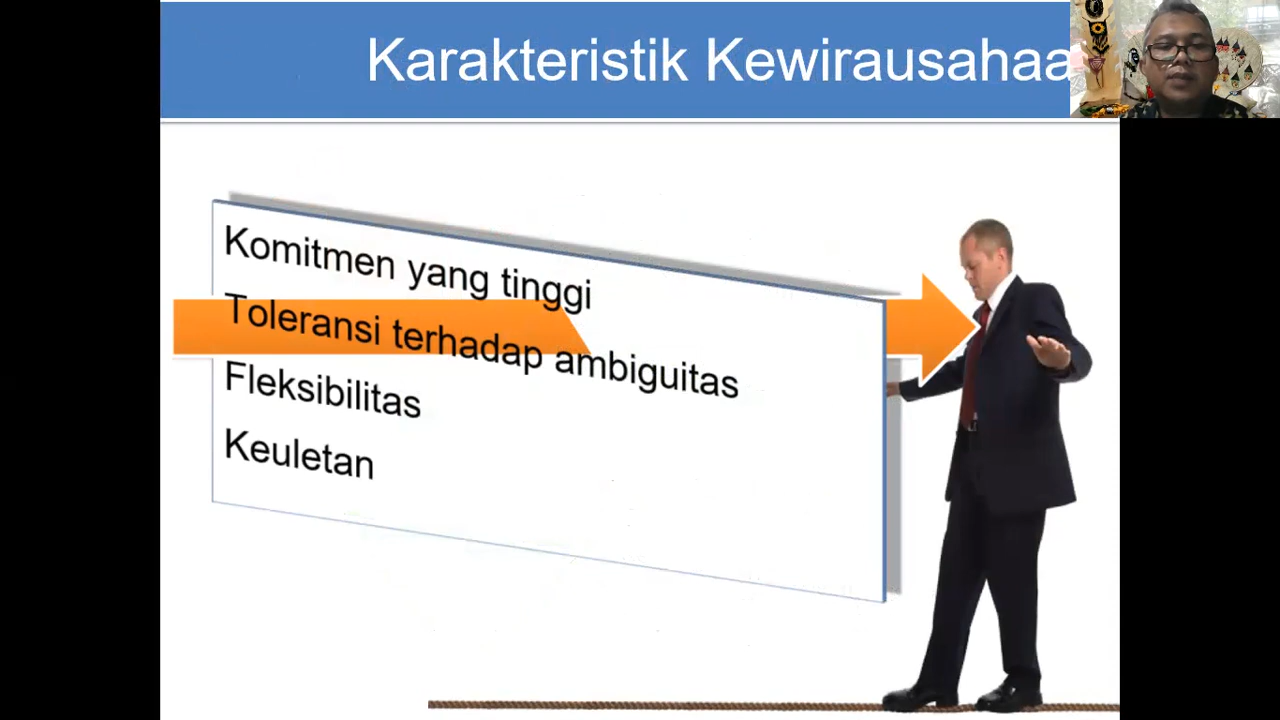 Karakteristik Kewirausahaa
Komitmen yang tinggi
Toleransi terhadap ambiguitas
Fleksibilitas
Keuletan